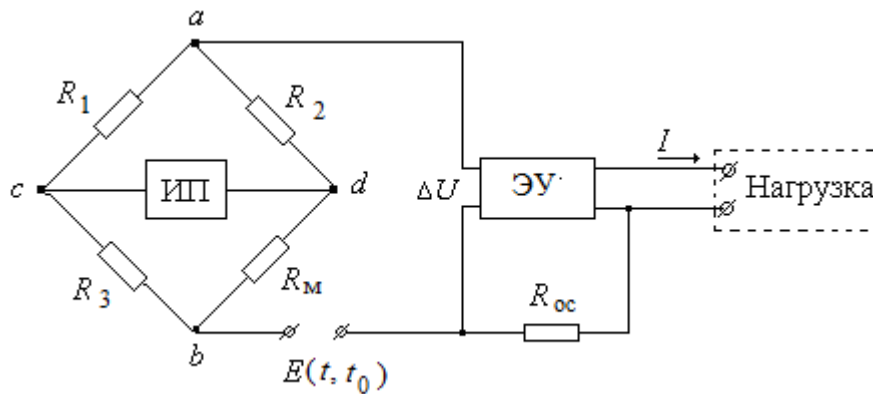 a
R1
R2
I
c
ИП
d
ΔU
ЭУ
Нагрузка
R3
Rм
Rос
b
E(t, t0)